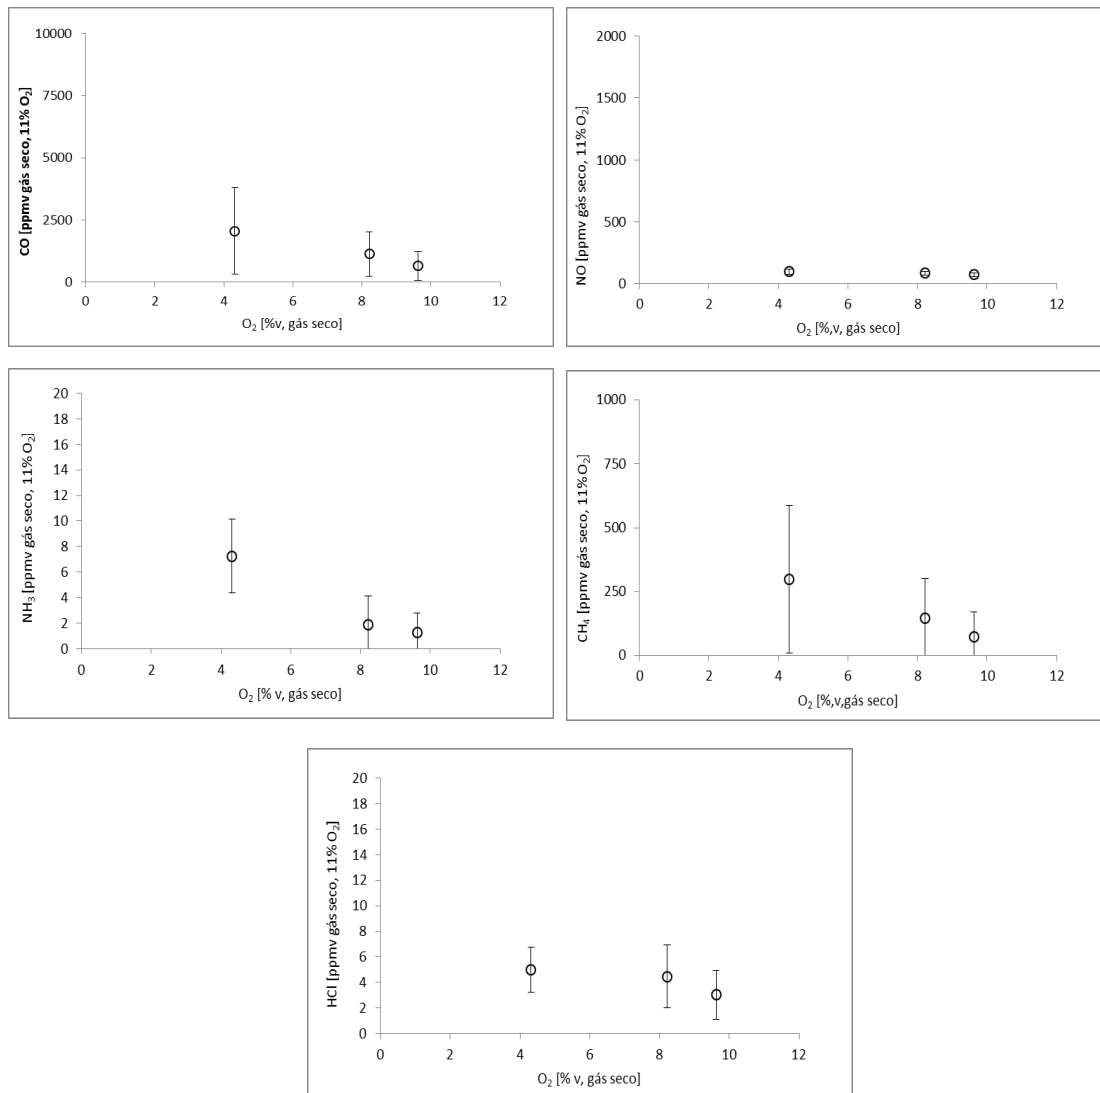 CO [ppmv gás seco, 11% O₂]
10000
7500
5000
2500
0
0 2 4 6 8 10 12
O₂ [%v, gás seco]
NO [ppmv gás seco, 11% O₂]
2000
1500
1000
500
0
0 2 4 6 8 10 12
O₂ [%,v, gás seco]
NH₃ [ppmv gás seco, 11% O₂]
20
18
16
14
12
10
8
6
4
2
0
0 2 4 6 8 10 12
O₂ [% v, gás seco]
CH₄ [ppmv gás seco, 11% O₂]
1000
750
500
250
0
0 2 4 6 8 10 12
O₂ [%,v,gás seco]
HCl [ppmv gás seco, 11% O₂]
20
18
16
14
12
10
8
6
4
2
0
0 2 4 6 8 10 12
O₂ [% v, gás seco]